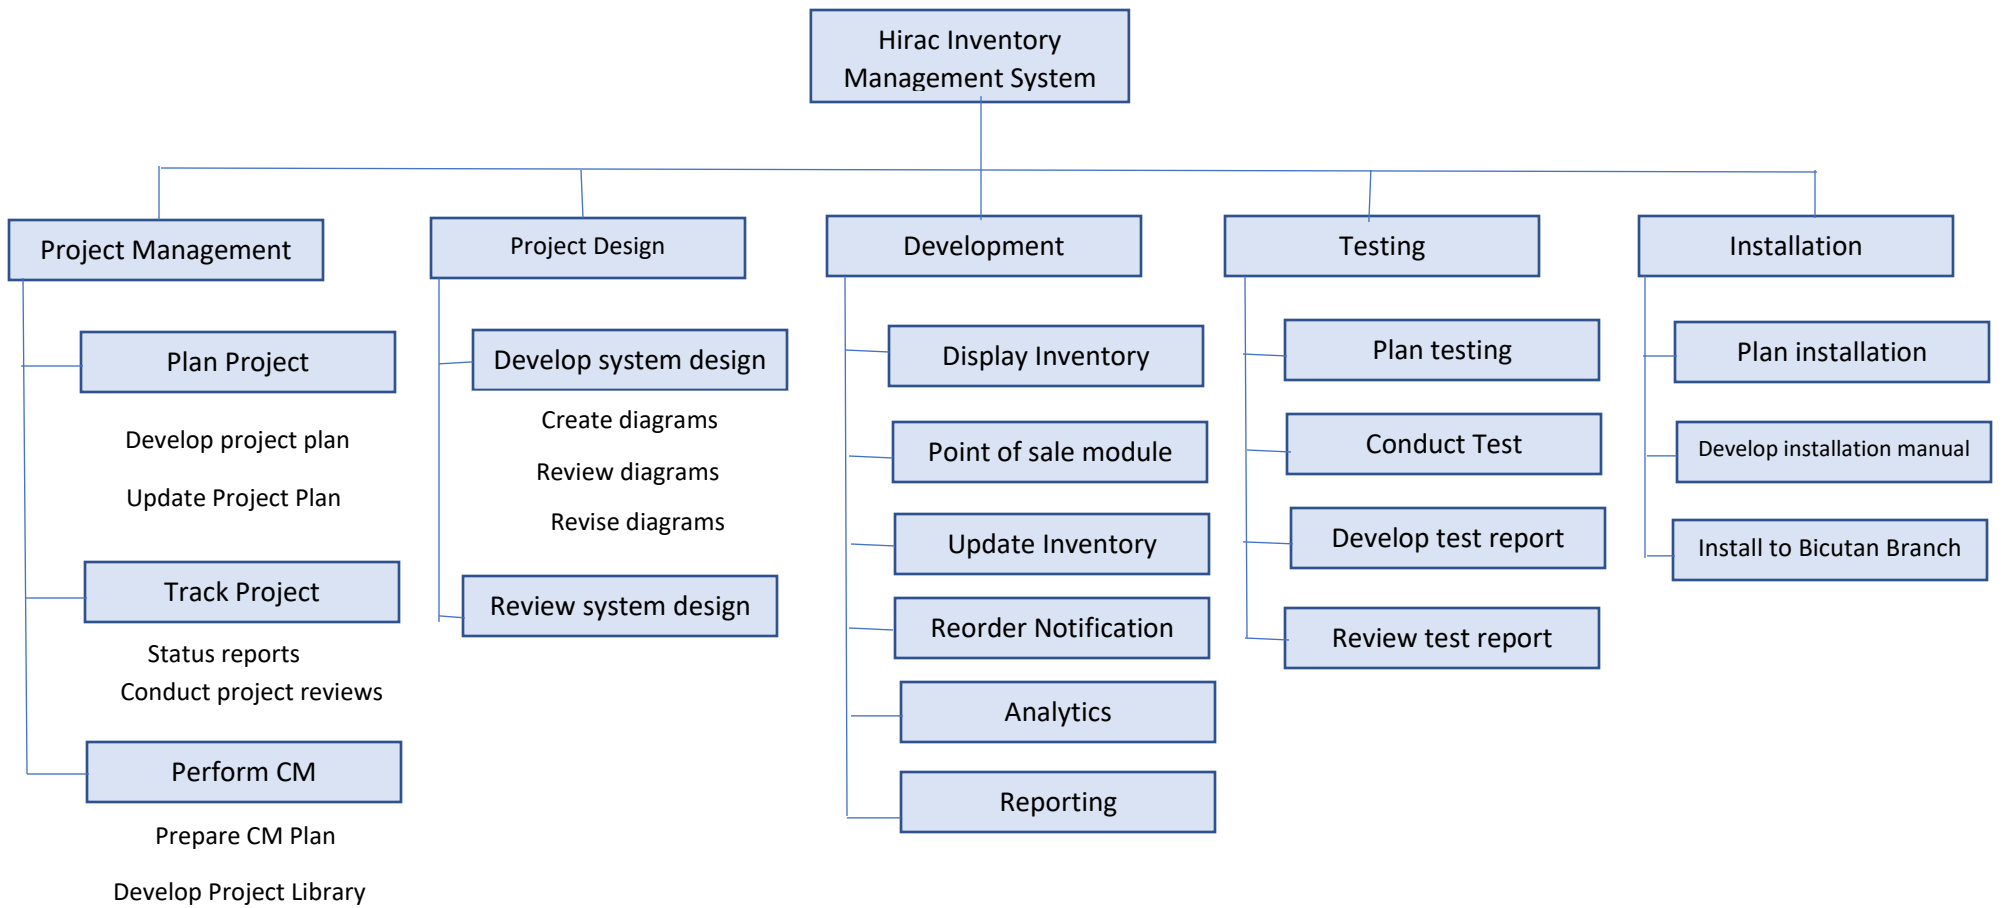 Hirac Inventory
Management System
Project Management
Plan Project
Develop project plan
Update Project Plan
Track Project
Status reports
Conduct project reviews
Perform CM
Prepare CM Plan
Develop Project Library
Project Design
Develop system design
Create diagrams
Review diagrams
Revise diagrams
Review system design
Development
Display Inventory
Point of sale module
Update Inventory
Reorder Notification
Analytics
Reporting
Testing
Plan testing
Conduct Test
Develop test report
Review test report
Installation
Plan installation
Develop installation manual
Install to Bicutan Branch